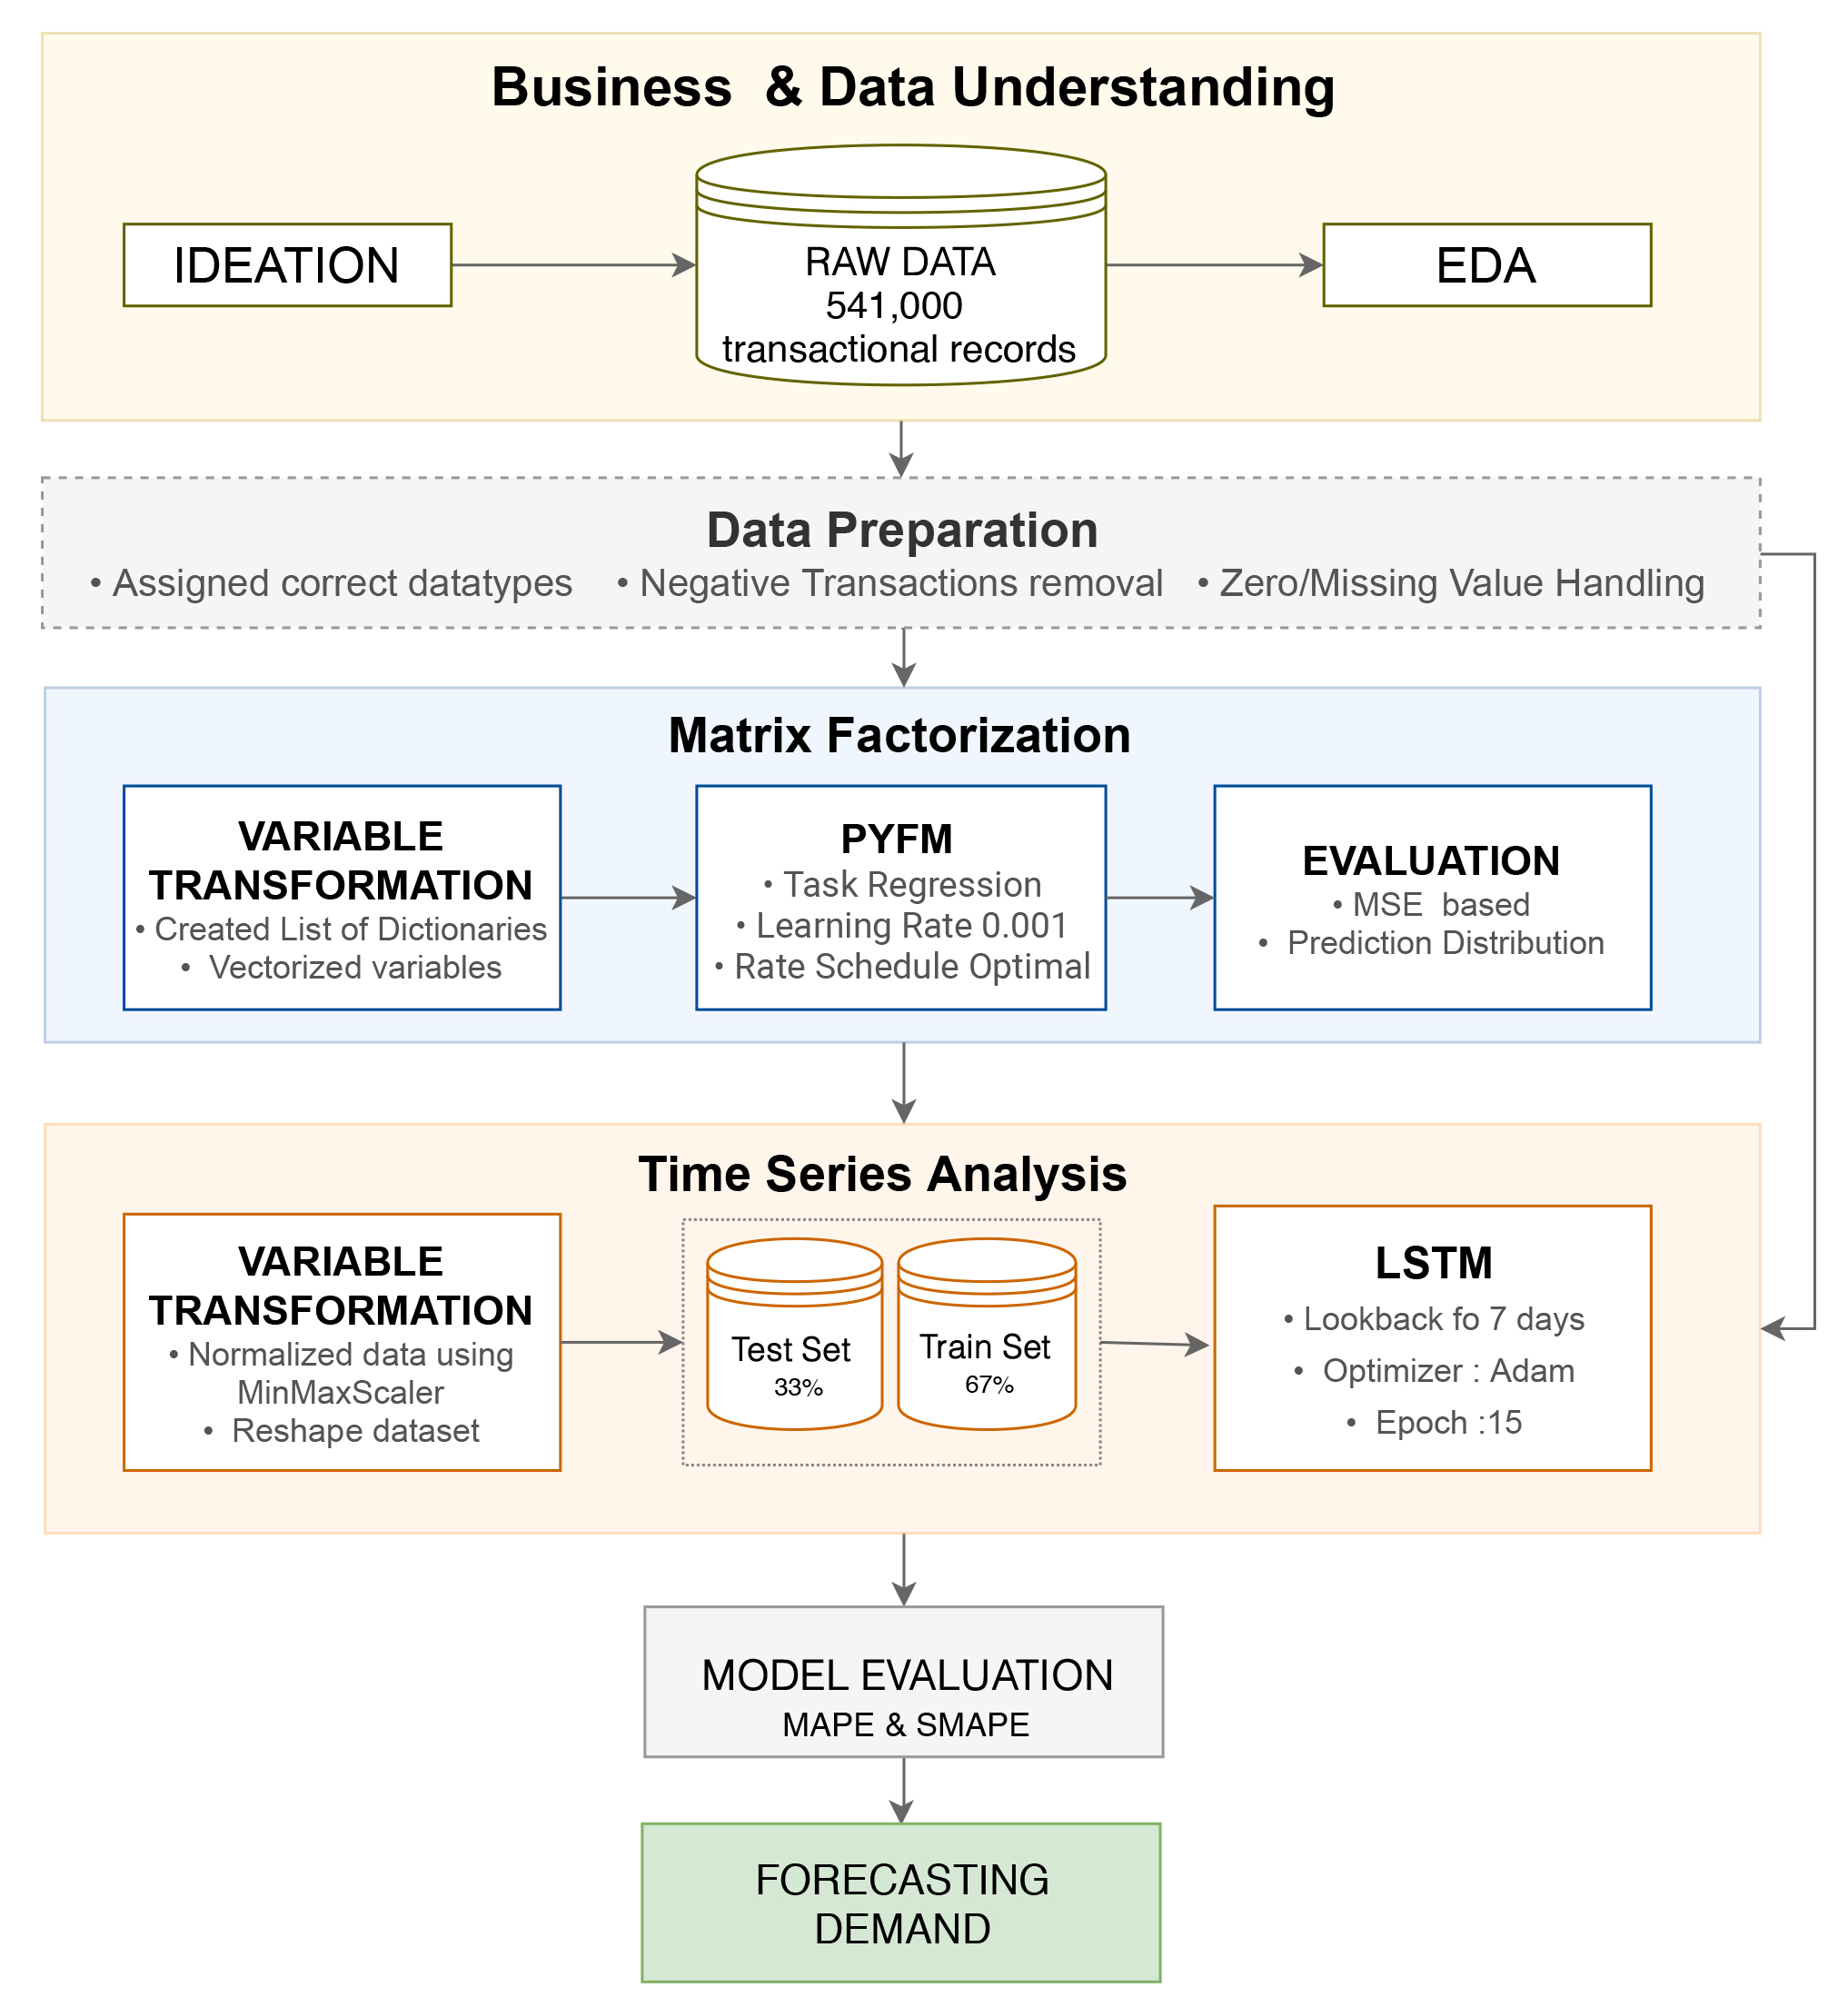 Business & Data Understanding
IDEATION
RAW DATA
541,000
transactional records
EDA
Data Preparation
• Assigned correct datatypes • Negative Transactions removal • Zero/Missing Value Handling
Matrix Factorization
VARIABLE
TRANSFORMATION
• Created List of Dictionaries
• Vectorized variables
PYFM
• Task Regression
• Learning Rate 0.001
• Rate Schedule Optimal
EVALUATION
• MSE based
• Prediction Distribution
Time Series Analysis
VARIABLE
TRANSFORMATION
• Normalized data using
MinMaxScaler
• Reshape dataset
Test Set
33%
Train Set
67%
LSTM
• Lookback fo 7 days
• Optimizer : Adam
• Epoch :15
MODEL EVALUATION
MAPE & SMAPE
FORECASTING
DEMAND